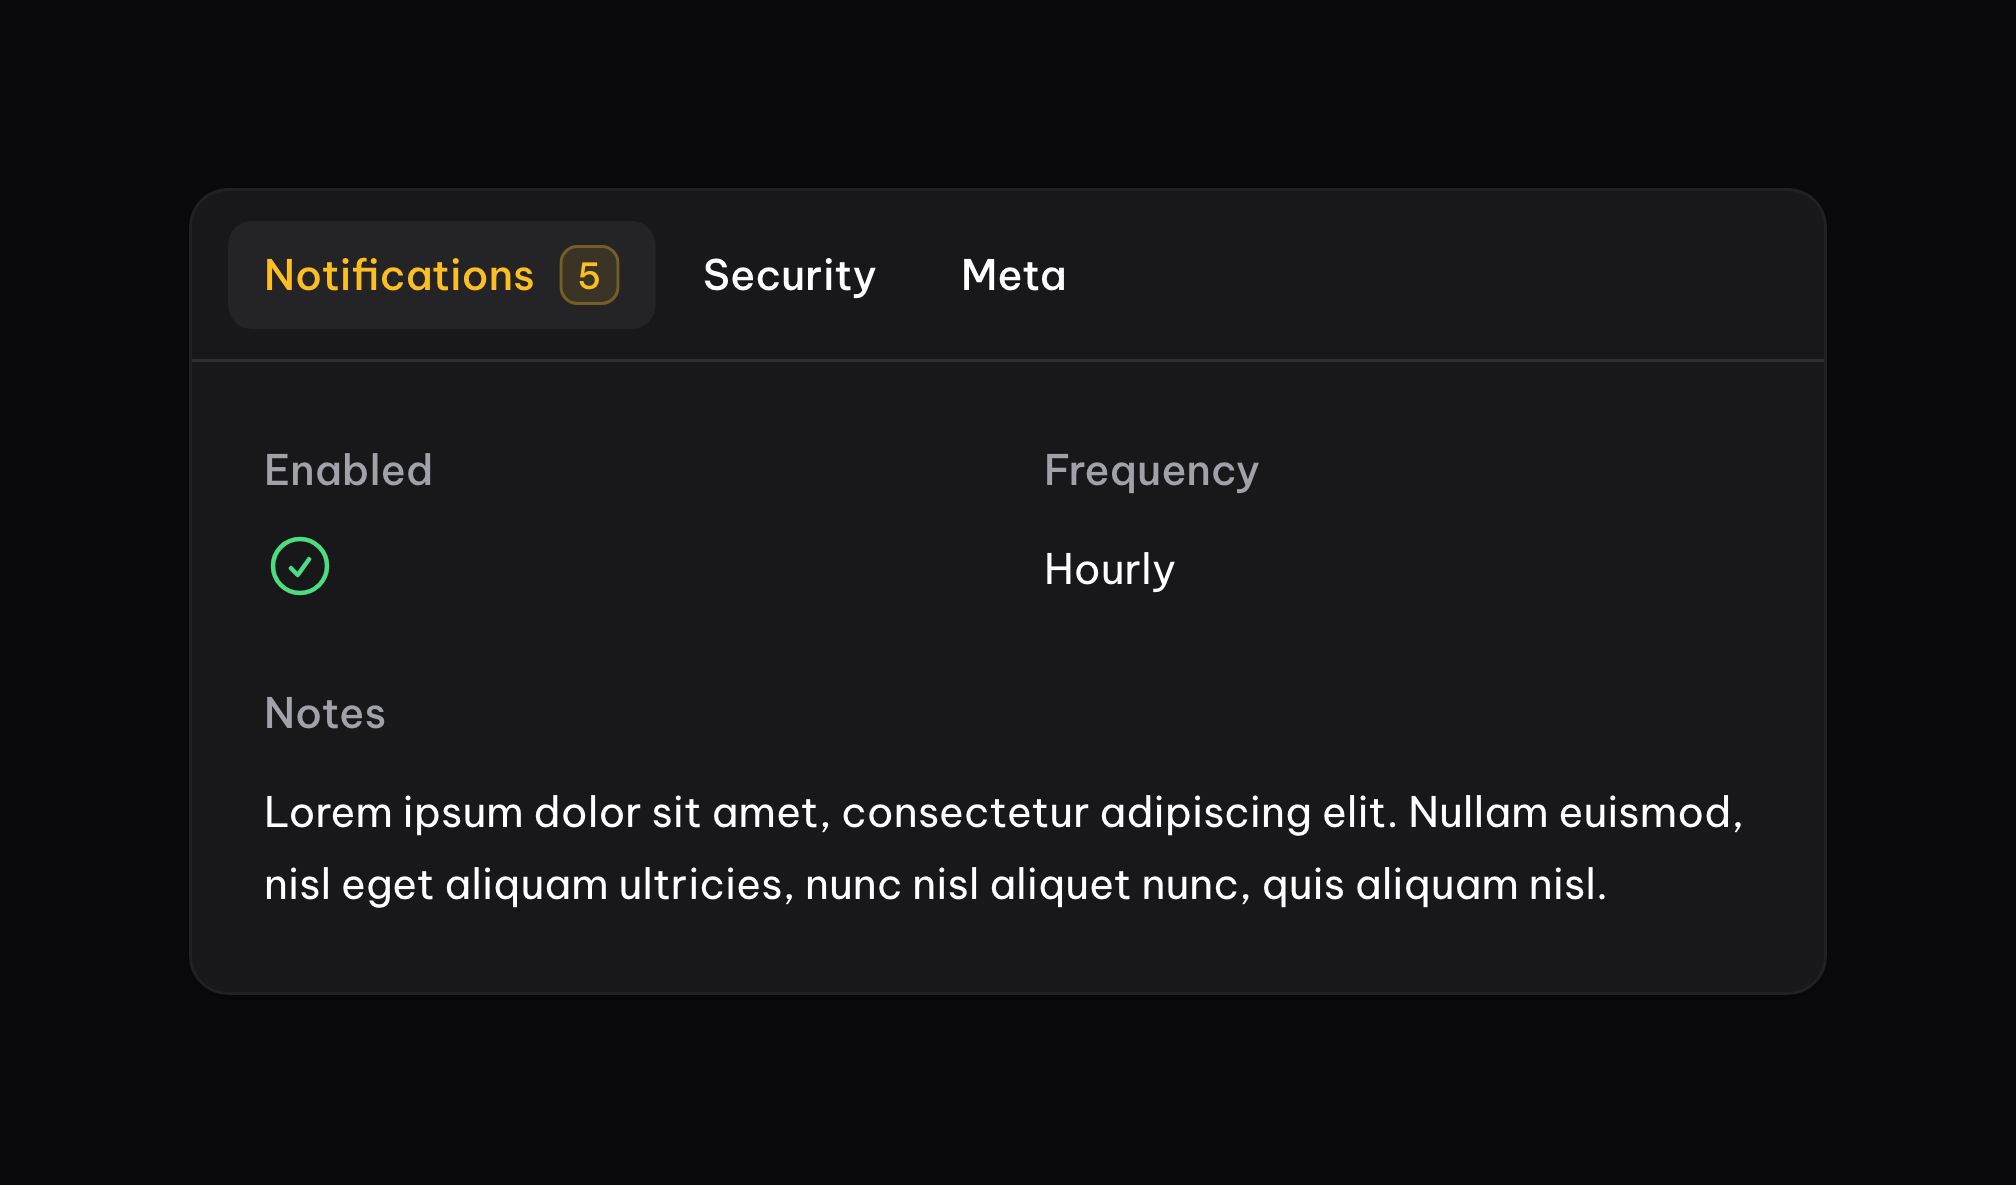 Notifications 5 Security Meta
Enabled Frequency
Hourly
Notes
Lorem ipsum dolor sit amet, consectetur adipiscing elit. Nullam euismod,
nisl eget aliquam ultricies, nunc nisl aliquet nunc, quis aliquam nisl.